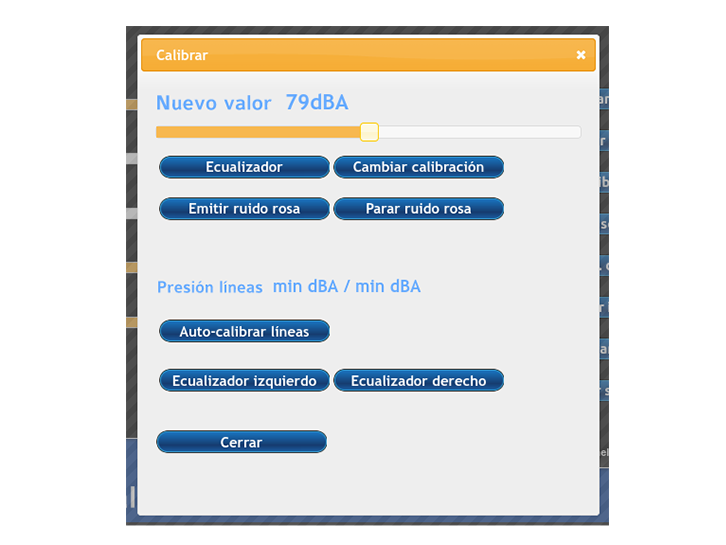 Calibrar
Nuevo valor 79dBA
Ecualizador Cambiar calibración
Emitir ruido rosa Parar ruido rosa
Presión líneas min dBA / min dBA
Auto-calibrar líneas
Ecualizador izquierdo Ecualizador derecho
Cerrar